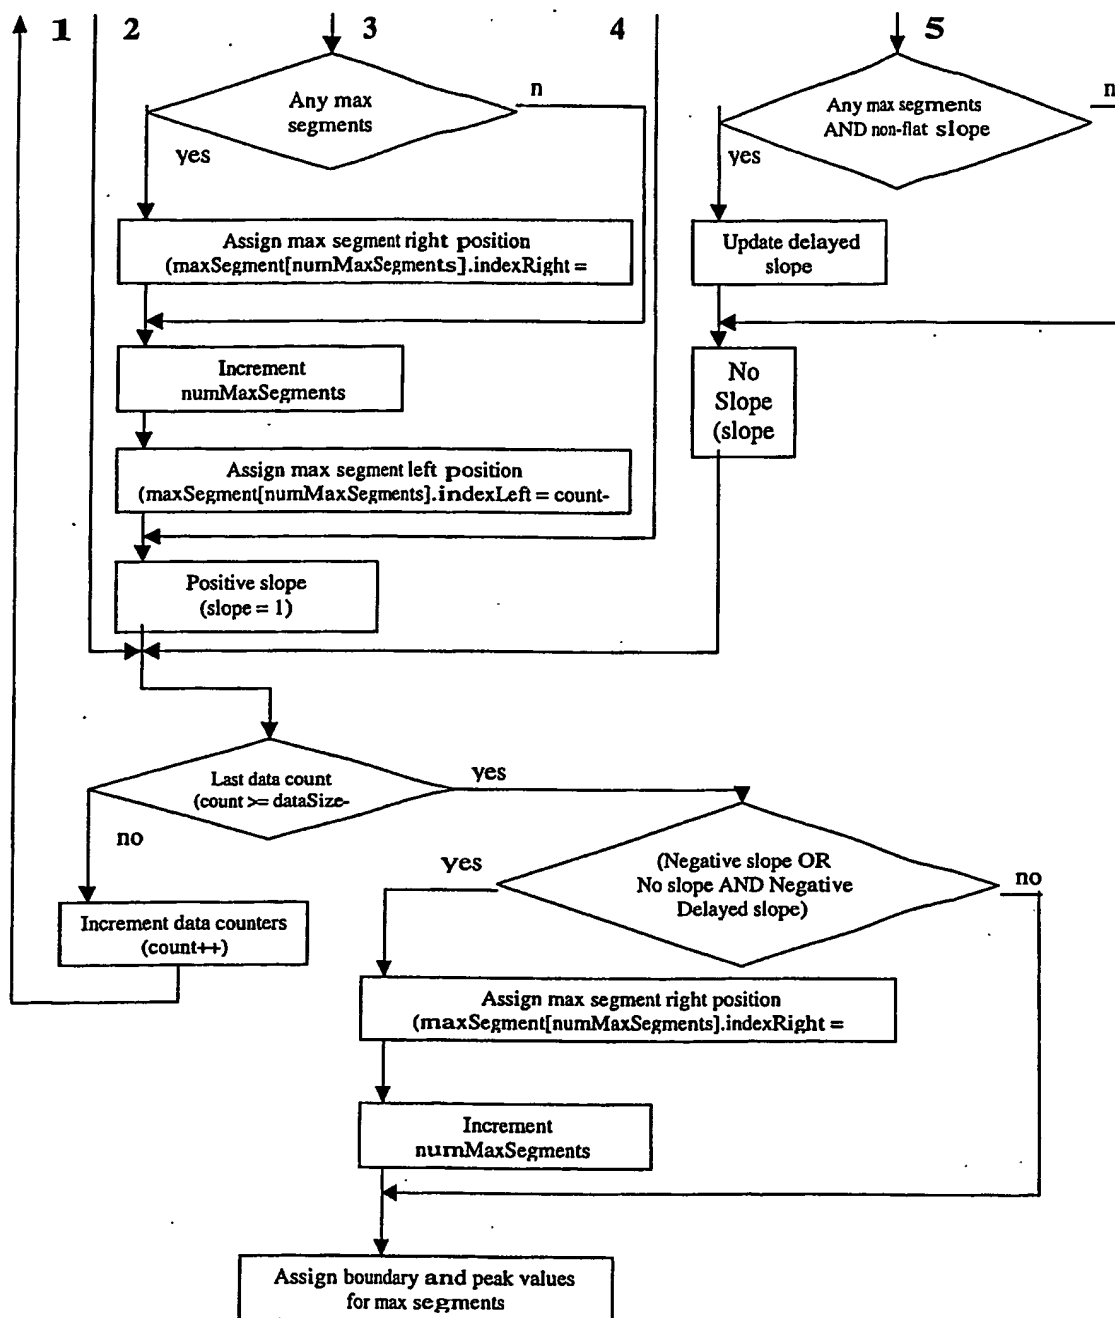 1
2
3
4
5
Any max
segments
n
yes
Any max segments
AND non-flat slope
n
yes
Assign max segment right position
(maxSegment[numMaxSegments].indexRight =
Update delayed
slope
Increment
numMaxSegments
No
Slope
(slope
Assign max segment left position
(maxSegment[numMaxSegments].indexLeft = count-
Positive slope
(slope = 1)
Last data count
(count >= dataSize-
yes
no
(Negative slope OR
No slope AND Negative
Delayed slope)
yes
no
Increment data counters
(count++)
Assign max segment right position
(maxSegment[numMaxSegments].indexRight =
Increment
numMaxSegments
Assign boundary and peak values
for max segments